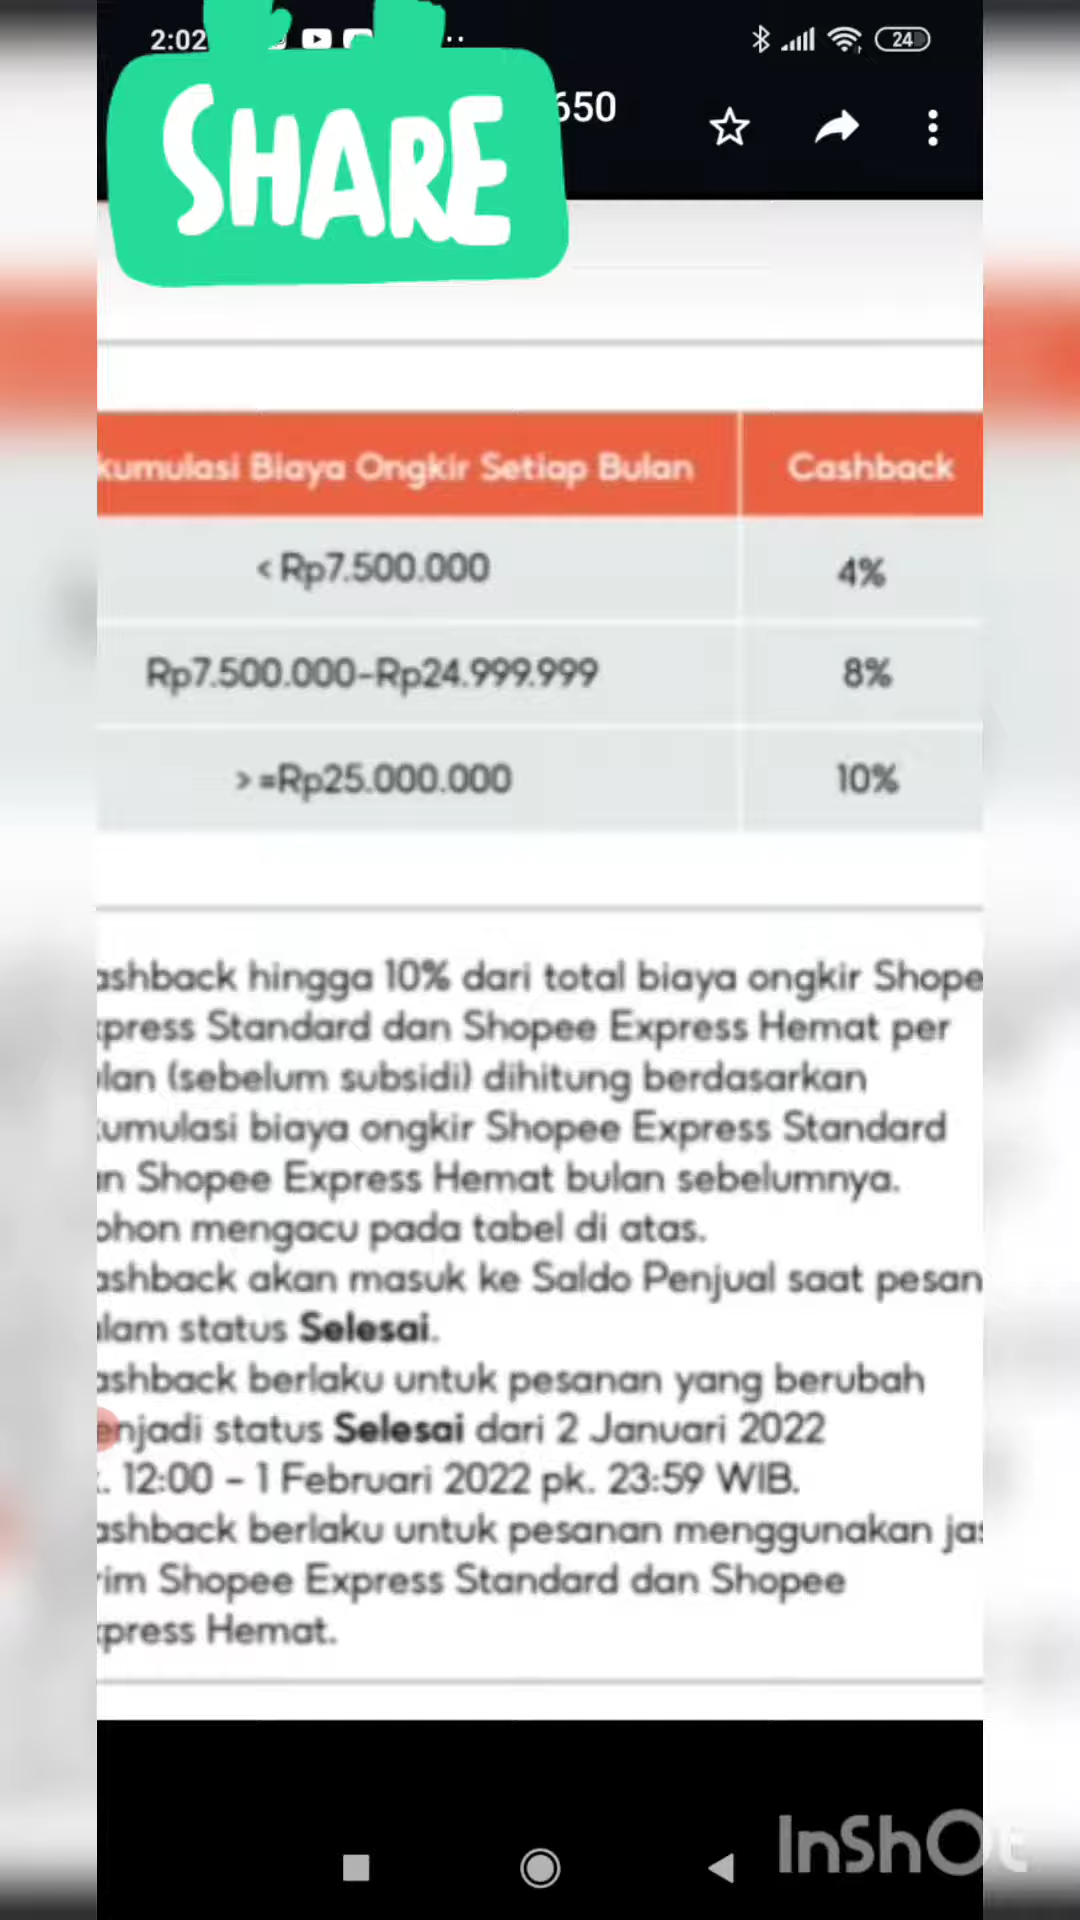 2:02
24
SHARE
650
kumulasi Biaya Ongkir Setiap Bulan Cashback
< Rp7.500.000 4%
Rp7.500.000-Rp24.999.999 8%
> =Rp25.000.000 10%
ashback hingga 10% dari total biaya ongkir Shope
press Standard dan Shopee Express Hemat per
lan (sebelum subsidi) dihitung berdasarkan
umulasi biaya ongkir Shopee Express Standard
n Shopee Express Hemat bulan sebelumnya.
ohon mengacu pada tabel di atas.
ashback akan masuk ke Saldo Penjual saat pesan
lam status Selesai.
ashback berlaku untuk pesanan yang berubah
enjadi status Selesai dari 2 Januari 2022
. 12:00 – 1 Februari 2022 pk. 23:59 WIB.
ashback berlaku untuk pesanan menggunakan jas
rim Shopee Express Standard dan Shopee
press Hemat.
InShOt